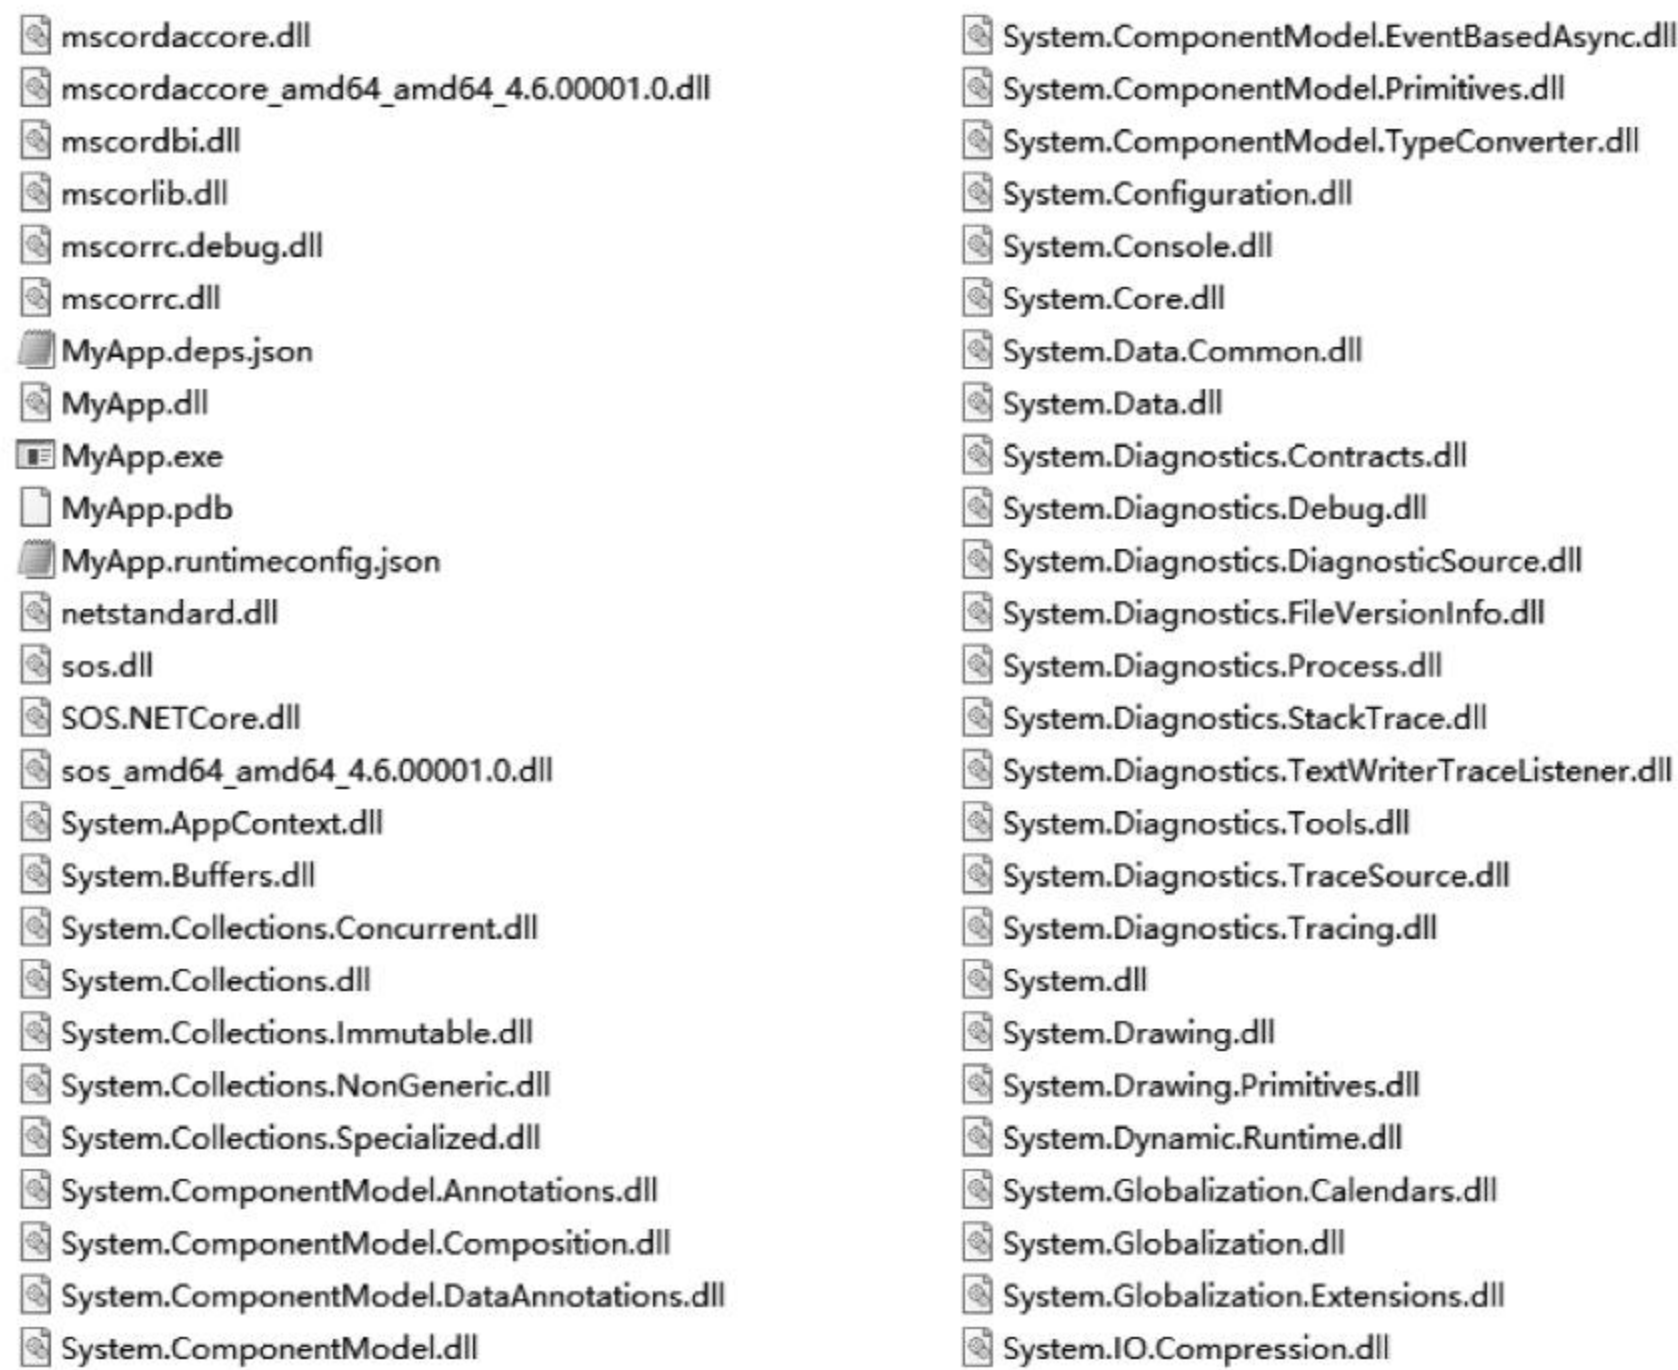 mscordaccore.dll
mscordaccore_amd64_amd64_4.6.00001.0.dll
mscordbi.dll
mscorlib.dll
mscorrc.debug.dll
mscorrc.dll
MyApp.deps.json
MyApp.dll
MyApp.exe
MyApp.pdb
MyApp.runtimeconfig.json
netstandard.dll
sos.dll
SOS.NETCore.dll
sos_amd64_amd64_4.6.00001.0.dll
System.AppContext.dll
System.Buffers.dll
System.Collections.Concurrent.dll
System.Collections.dll
System.Collections.Immutable.dll
System.Collections.NonGeneric.dll
System.Collections.Specialized.dll
System.ComponentModel.Annotations.dll
System.ComponentModel.Composition.dll
System.ComponentModel.DataAnnotations.dll
System.ComponentModel.dll
System.ComponentModel.EventBasedAsync.dll
System.ComponentModel.Primitives.dll
System.ComponentModel.TypeConverter.dll
System.Configuration.dll
System.Console.dll
System.Core.dll
System.Data.Common.dll
System.Data.dll
System.Diagnostics.Contracts.dll
System.Diagnostics.Debug.dll
System.Diagnostics.DiagnosticSource.dll
System.Diagnostics.FileVersionInfo.dll
System.Diagnostics.Process.dll
System.Diagnostics.StackTrace.dll
System.Diagnostics.TextWriterTraceListener.dll
System.Diagnostics.Tools.dll
System.Diagnostics.TraceSource.dll
System.Diagnostics.Tracing.dll
System.dll
System.Drawing.dll
System.Drawing.Primitives.dll
System.Dynamic.Runtime.dll
System.Globalization.Calendars.dll
System.Globalization.dll
System.Globalization.Extensions.dll
System.IO.Compression.dll